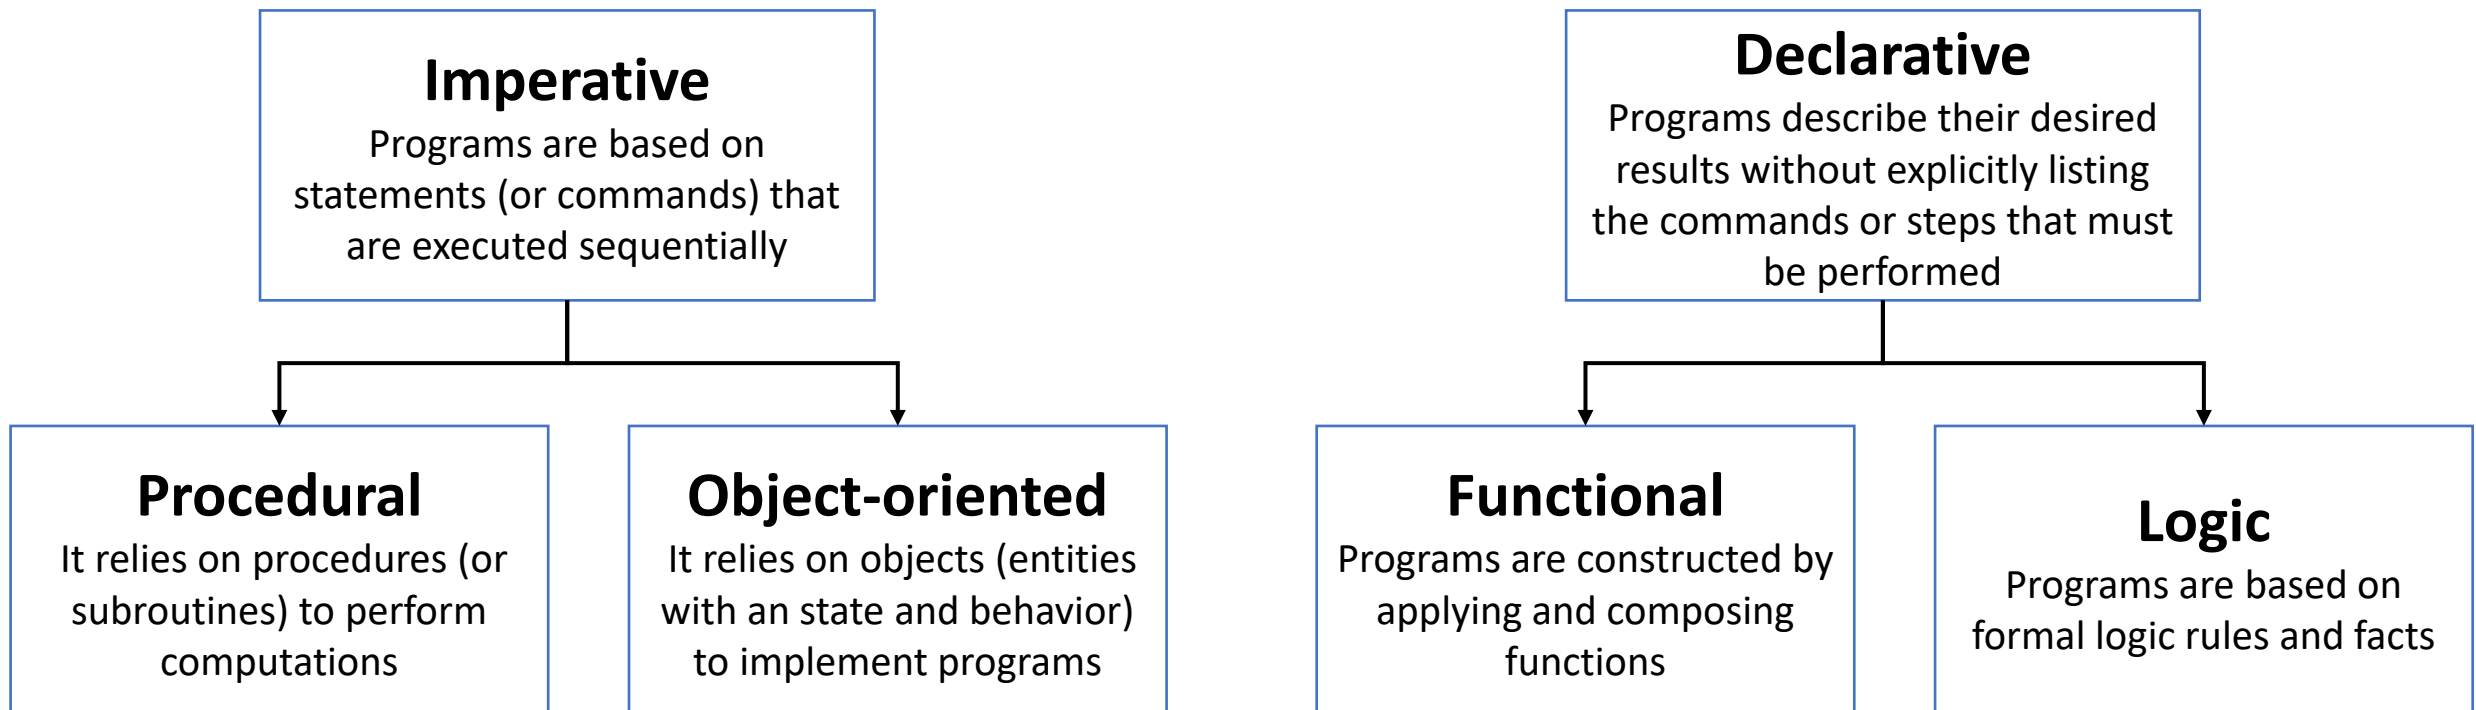 Imperative
Programs are based on
statements (or commands) that
are executed sequentially
Declarative
Programs describe their desired
results without explicitly listing
the commands or steps that must
be performed
Procedural
It relies on procedures (or
subroutines) to perform
computations
Object-oriented
It relies on objects (entities
with an state and behavior)
to implement programs
Functional
Programs are constructed by
applying and composing
functions
Logic
Programs are based on
formal logic rules and facts